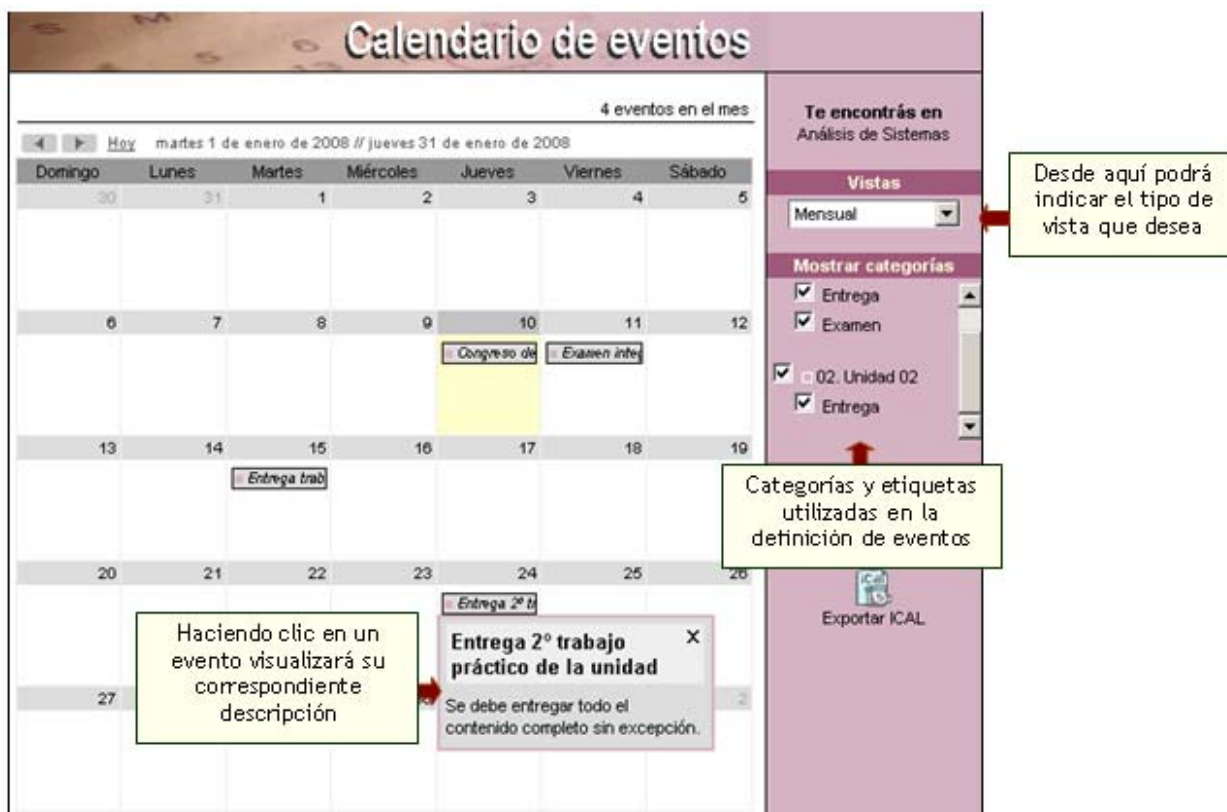 Calendario de eventos
4 eventos en el mes
Hoy martes 1 de enero de 2008 // jueves 31 de enero de 2008
Domingo Lunes Martes Miércoles Jueves Viernes Sábado
30 31 1 2 3 4 5
6 7 8 9 10 11 12
Congreso de Examen integ
13 14 15 16 17 18 19
Entrega trab
20 21 22 23 24 25 26
Entrega 2º t
Entrega 2º trabajo
práctico de la unidad
X
Se debe entregar todo el
contenido completo sin excepción.
27 2
Haciendo clic en un
evento visualizará su
correspondiente
descripción
Te encontrás en
Análisis de Sistemas
Vistas
Mensual
Desde aquí podrá
indicar el tipo de
vista que desea
Mostrar categorías
Entrega
Examen
02. Unidad 02
Entrega
Categorías y etiquetas
utilizadas en la
definición de eventos
iCal
Exportar ICAL